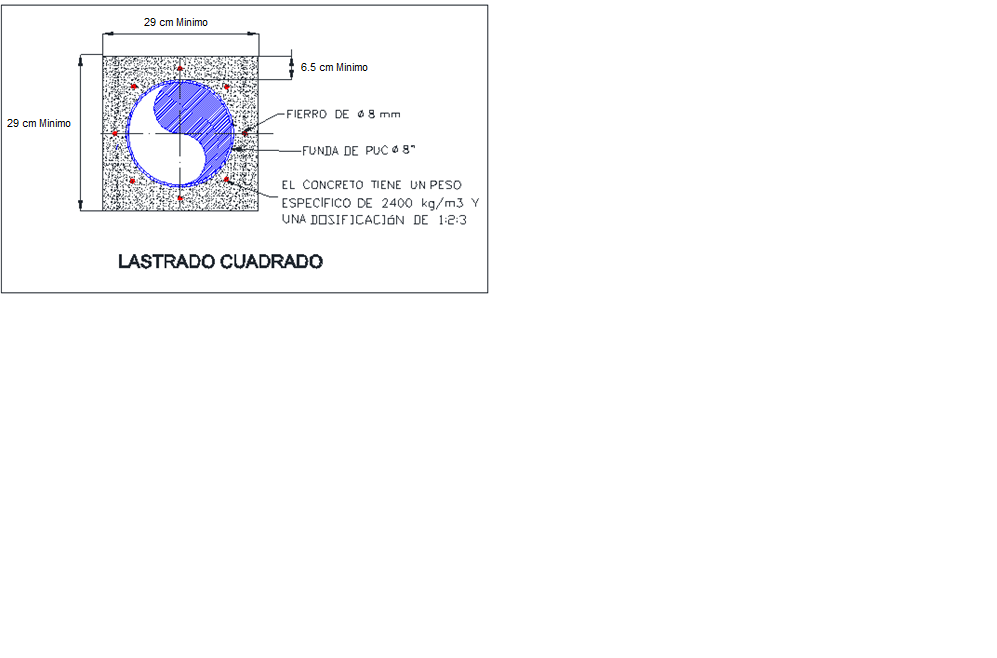 29 cm Minimo
6.5 cm Minimo
29 cm Minimo
FIERRO DE Ø 8 mm
FUNDA DE PVC Ø 8"
EL CONCRETO TIENE UN PESO
ESPECÍFICO DE 2400 kg/m3 Y
UNA DOSIFICACIÓN DE 1:2:3
LASTRADO CUADRADO